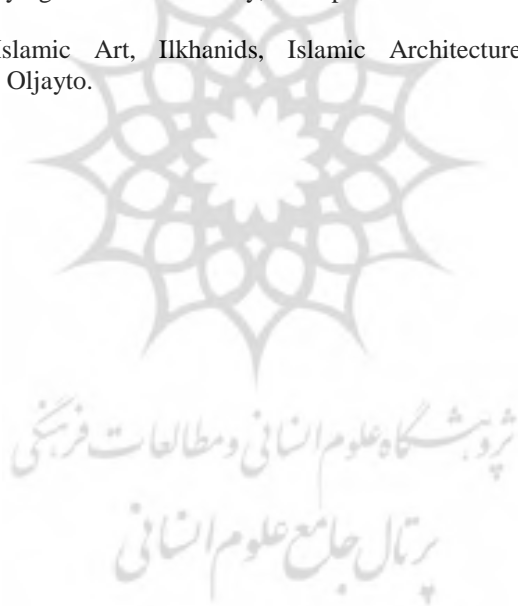 Islamic Art, Ilkhanids, Islamic Architecture
Oljayto.
پژوهشگاه علوم انسانی و مطالعات فرهنگی
پرتال جامع علوم انسانی